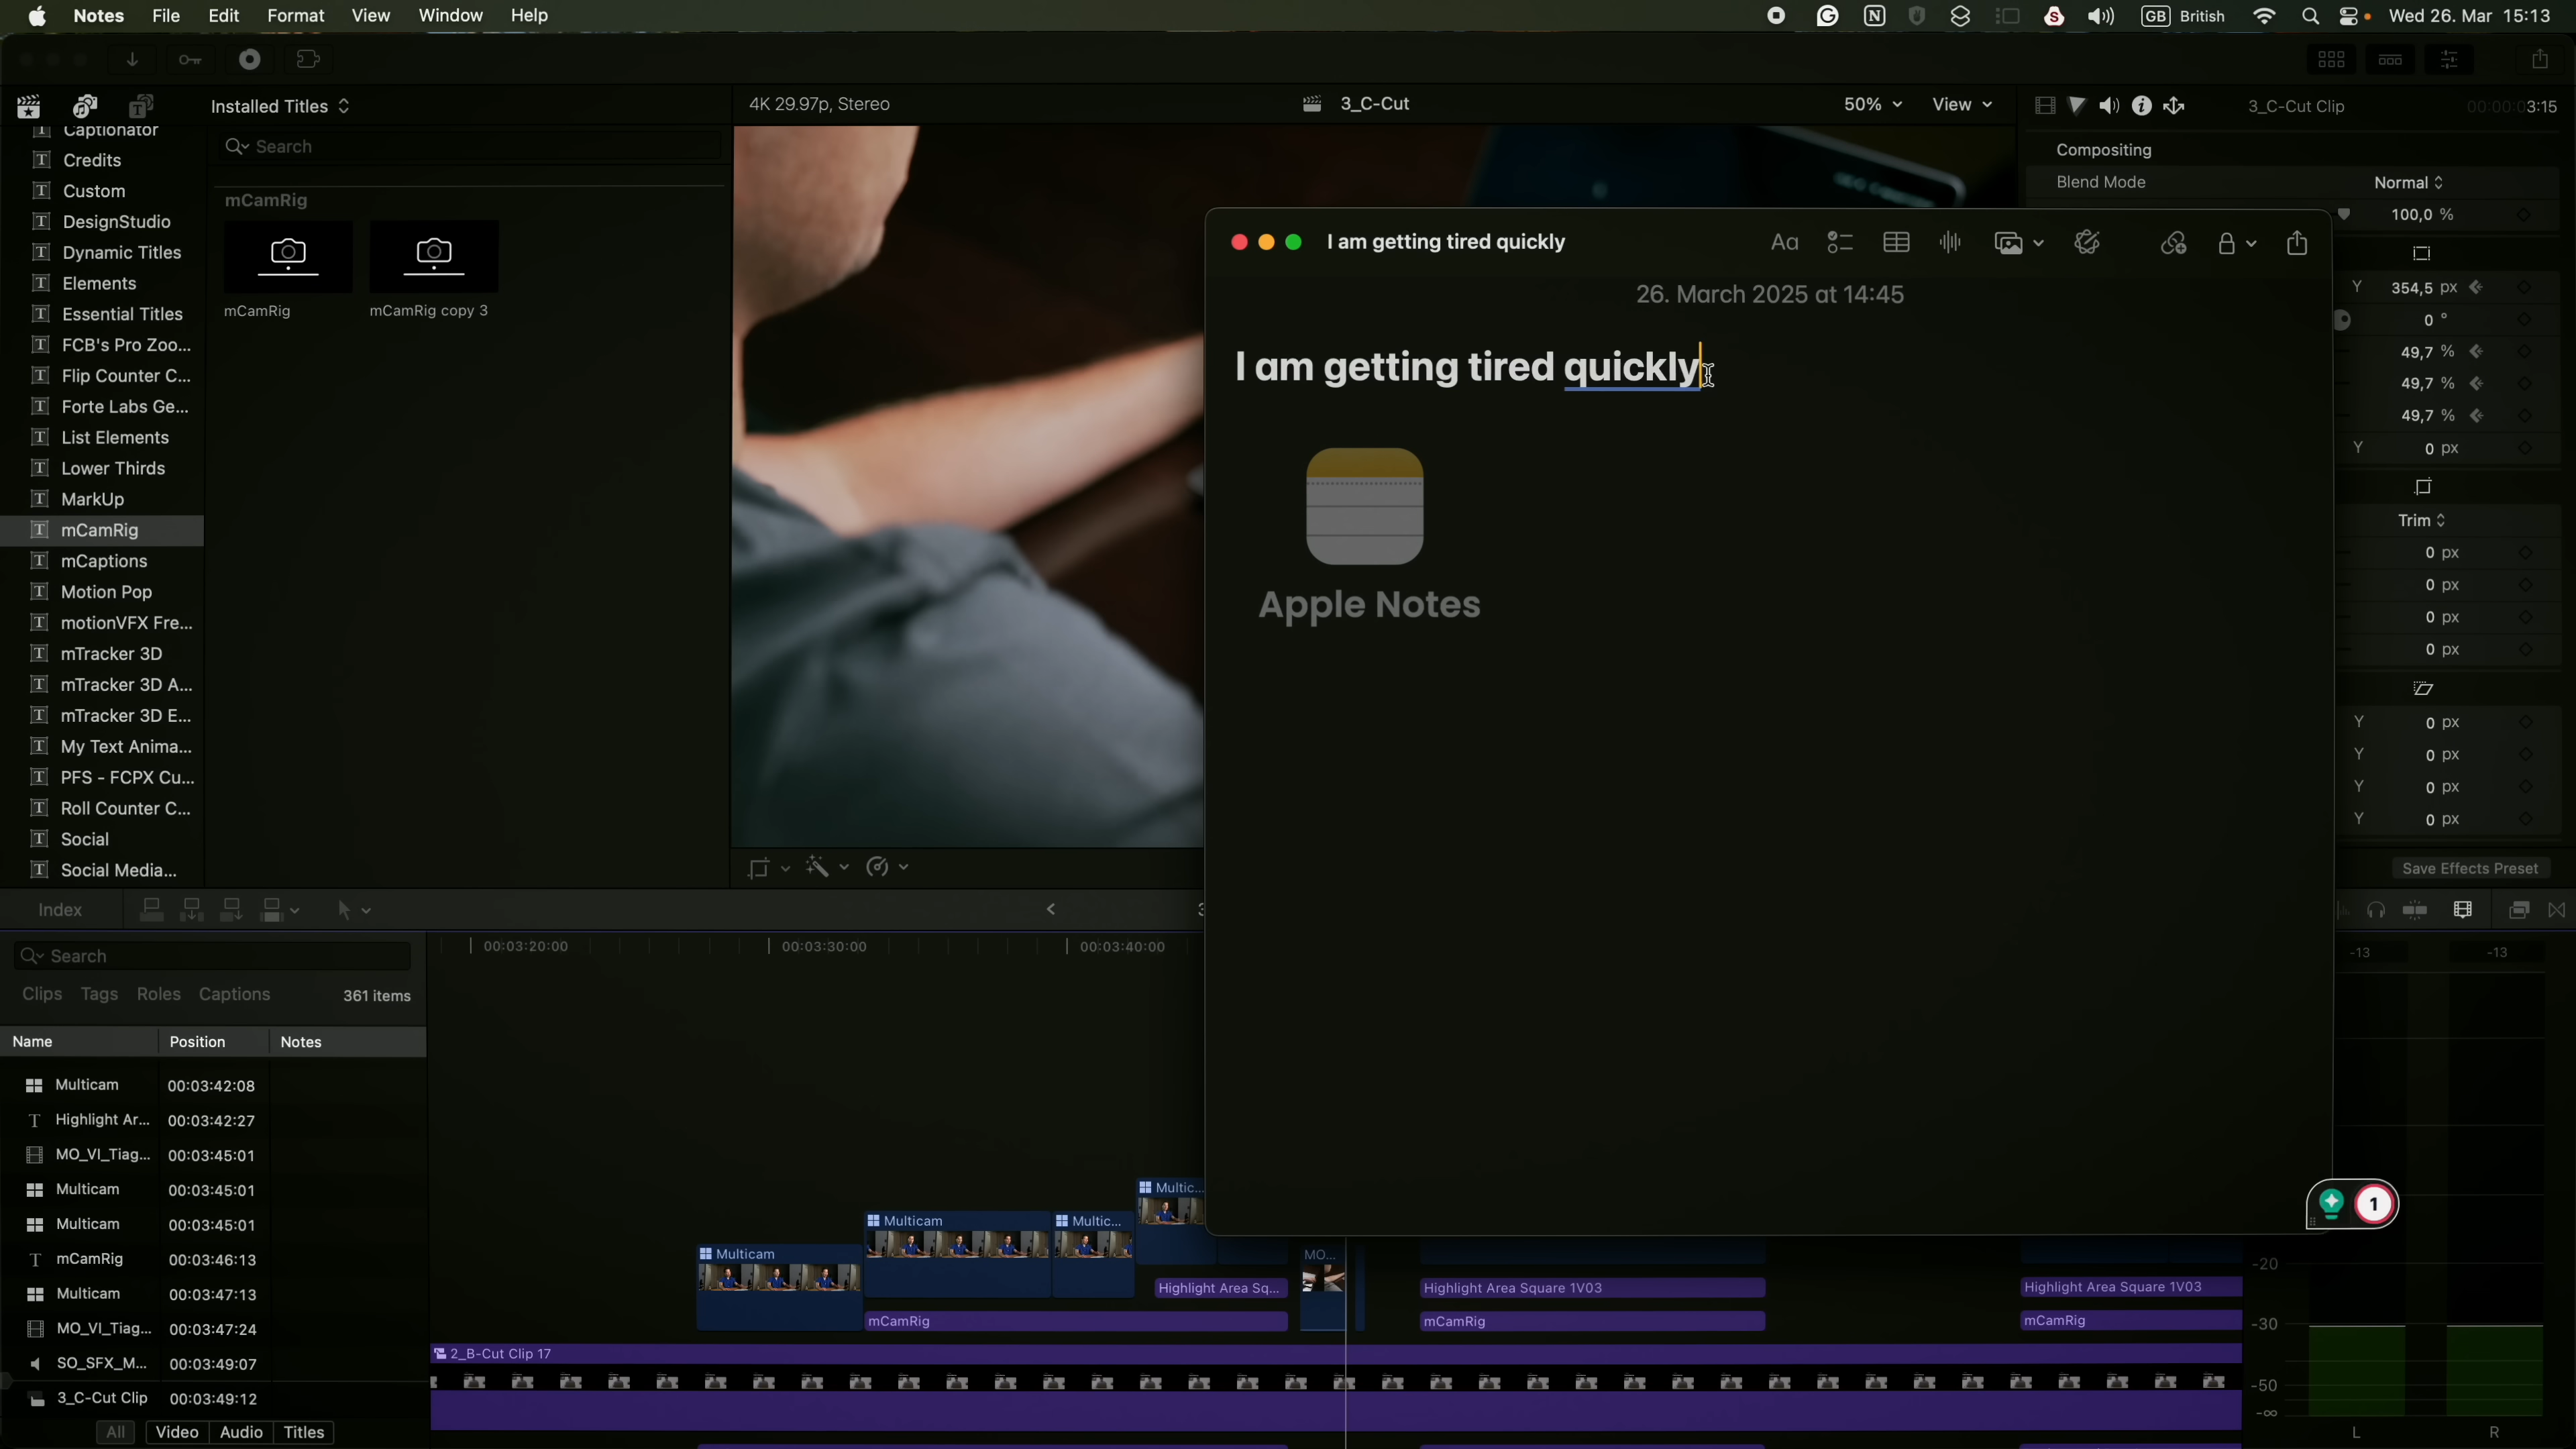 Notes File Edit Format View Window Help
GB British Wed 26. Mar 15:13
Installed Titles
4K 29.97p, Stereo
3_C-Cut
50% View
3_C-Cut Clip
00:00:03:15
Captionator
Credits
Custom
DesignStudio
Dynamic Titles
Elements
Essential Titles
FCB's Pro Zoo...
Flip Counter C...
Forte Labs Ge...
List Elements
Lower Thirds
MarkUp
mCamRig
mCaptions
Motion Pop
motionVFX Fre...
mTracker 3D
mTracker 3D A...
mTracker 3D E...
My Text Anima...
PFS - FCPX Cu...
Roll Counter C...
Social
Social Media...
Search
mCamRig
mCamRig
mCamRig copy 3
I am getting tired quickly
26. March 2025 at 14:45
I am getting tired quickly
Apple Notes
1
Compositing
Blend Mode Normal
100,0 %
Y 354,5 px
0 °
49,7 %
49,7 %
49,7 %
Y 0 px
Trim
0 px
0 px
0 px
0 px
Y 0 px
Y 0 px
Y 0 px
Y 0 px
Save Effects Preset
Index
Search
Clips Tags Roles Captions 361 items
Name Position Notes
Multicam 00:03:42:08
Highlight Ar... 00:03:42:27
MO_VI_Tiag... 00:03:45:01
Multicam 00:03:45:01
Multicam 00:03:45:01
mCamRig 00:03:46:13
Multicam 00:03:47:13
MO_VI_Tiag... 00:03:47:24
SO_SFX_M... 00:03:49:07
3_C-Cut Clip 00:03:49:12
All Video Audio Titles
00:03:20:00 00:03:30:00 00:03:40:00
Multic...
Multicam
Multic...
Multicam
MO...
Highlight Area Sq...
Highlight Area Square 1V03
Highlight Area Square 1V03
mCamRig
mCamRig
mCamRig
2_B-Cut Clip 17
-13 -13
-20
-30
-50
-∞
L R